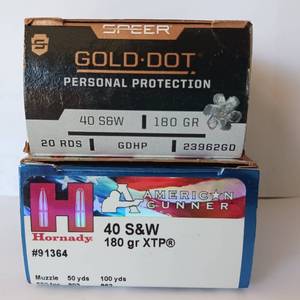 SPEER
GOLD DOT
PERSONAL PROTECTION
40 S&W 180 GR
20 RDS GDHP 23962GD
H
Hornady
AMERICAN
GUNNER
40 S&W
180 gr XTP®
#91364
Muzzle 50 yds 100 yds